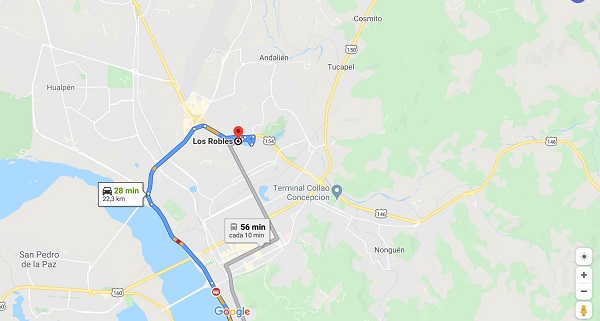 Cosmito
150
Andalién
Tucapel
Hualpén
Los Robles
154
146
28 min
22,3 km
Terminal Collao
Concepcion
146
56 min
cada 10 min
Nonguén
San Pedro
de la Paz
160
Google